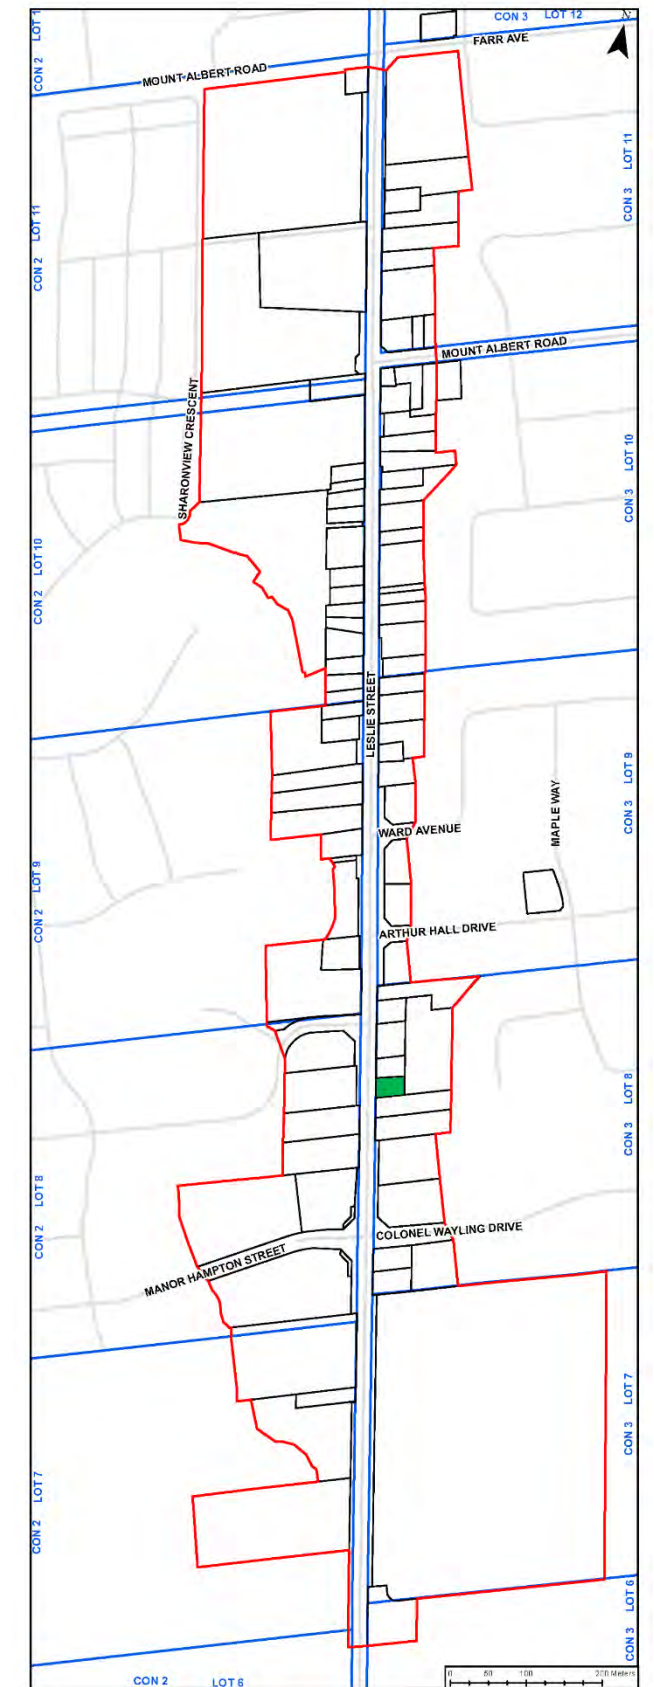 LOT 1
CON 2
CON 3 LOT 12
N
FARR AVE
MOUNT ALBERT ROAD
LOT 11
CON 3
LOT 11
CON 2
MOUNT ALBERT ROAD
SHARONVIEW CRESCENT
LOT 10
CON 3
LOT 10
CON 2
LESLIE STREET
LOT 9
CON 3
MAPLE WAY
WARD AVENUE
LOT 9
CON 2
ARTHUR HALL DRIVE
LOT 8
CON 3
LOT 8
CON 2
COLONEL WAYLING DRIVE
MANOR HAMPTON STREET
LOT 7
CON 3
LOT 7
CON 2
LOT 6
CON 3
CON 2 LOT 6
0 50 100 200 Meters